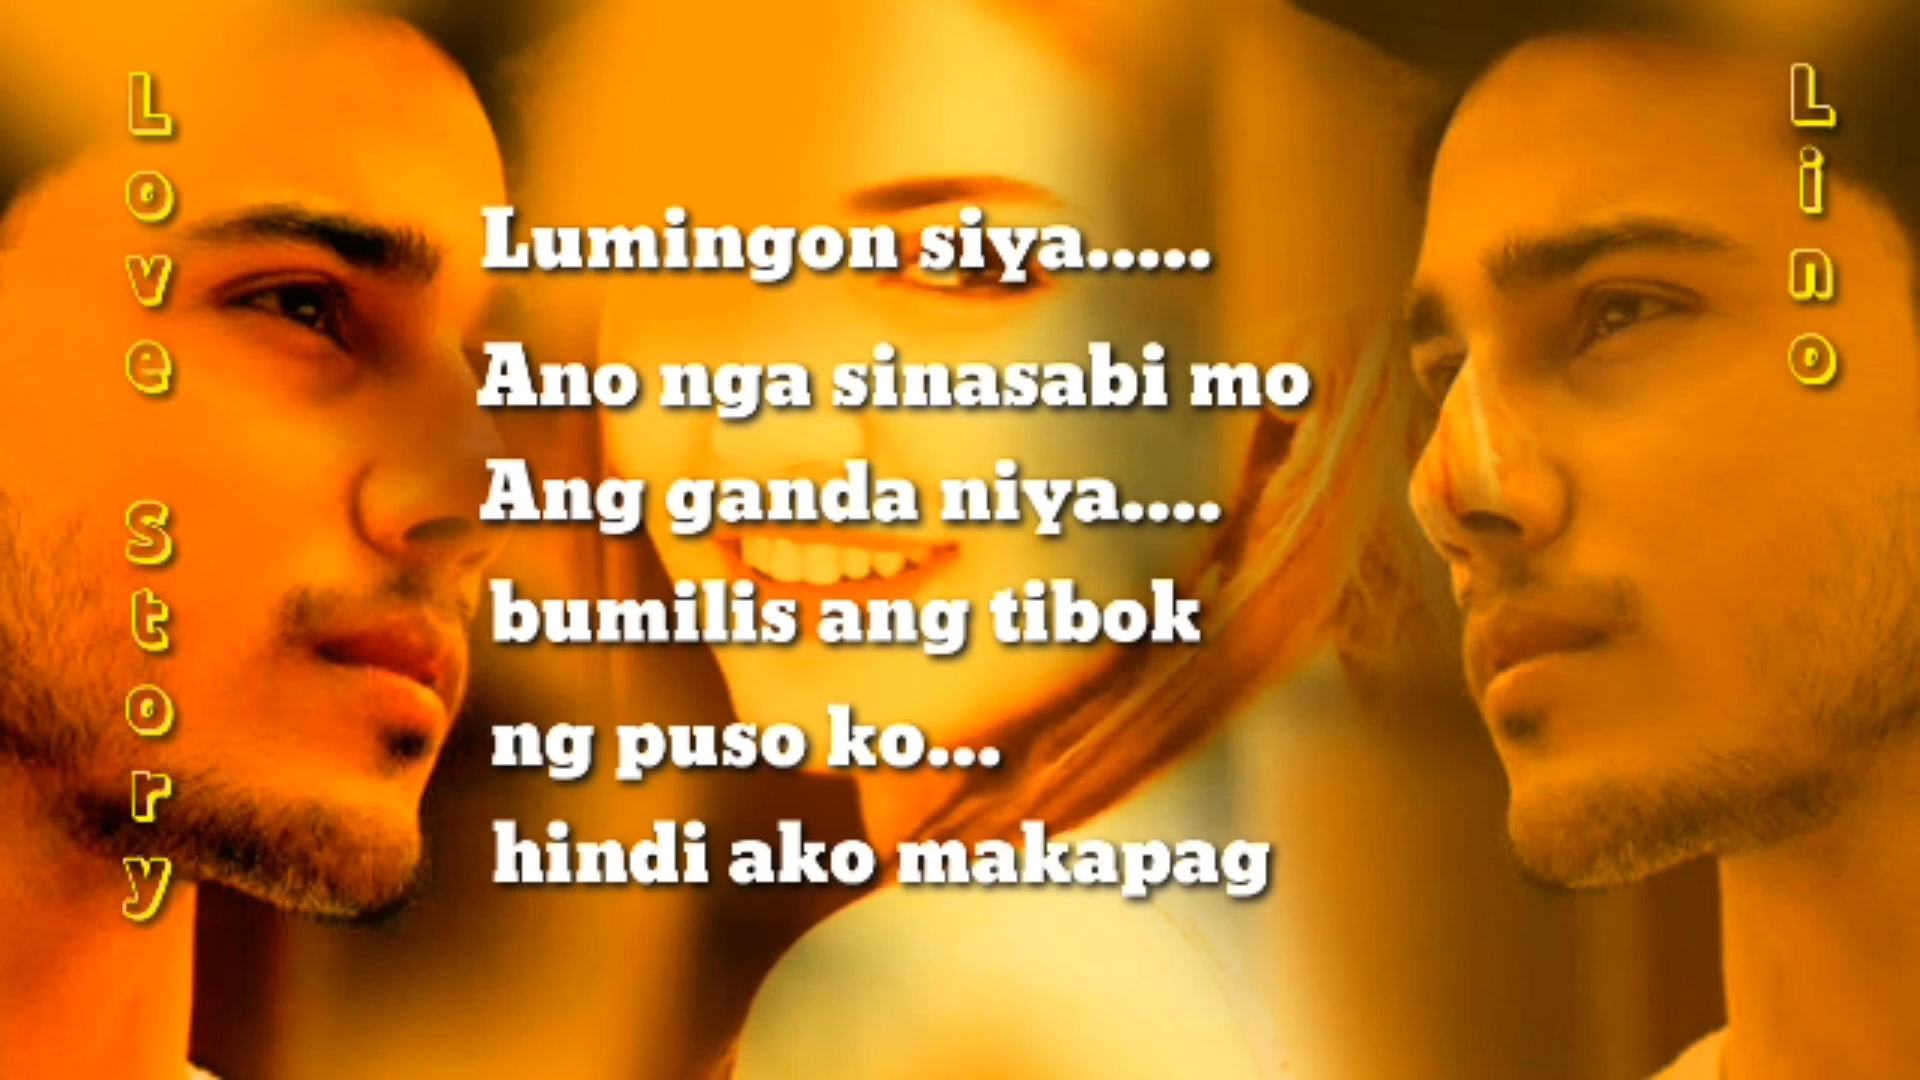 Love Story
Lumingon siya.....
Ano nga sinasabi mo
Ang ganda niya....
bumilis ang tibok
ng puso ko...
hindi ako makapag
Lino